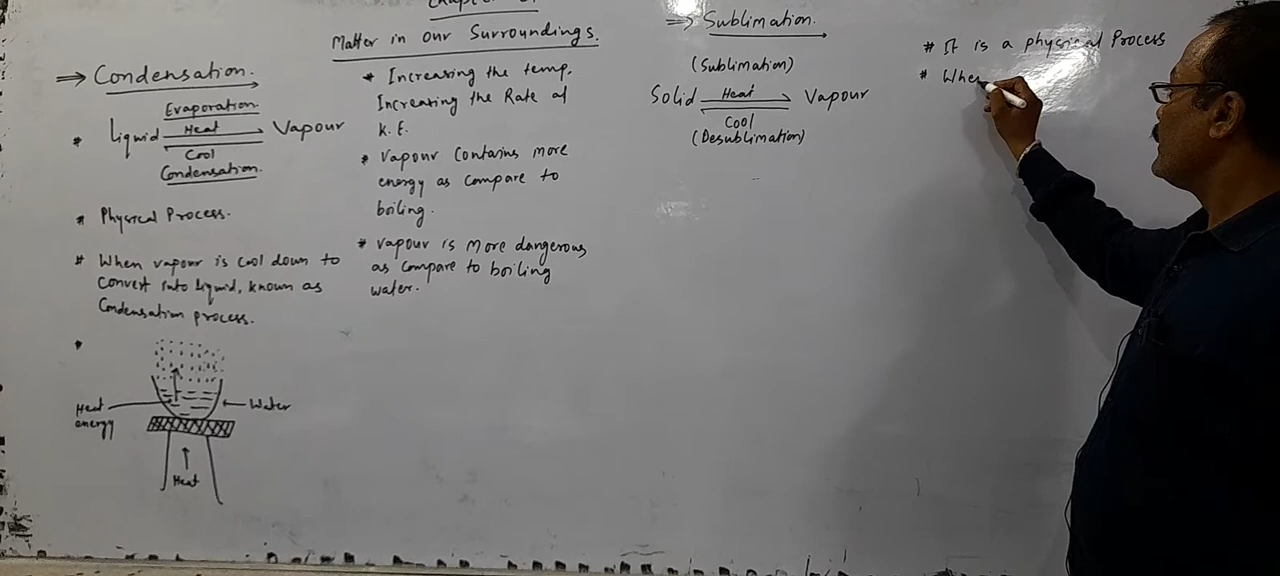 Matter in our Surroundings.
⇒ Condensation.
Evaporation
* Liquid Heat Vapour
Cool
Condensation.
* Physical Process.
* When vapour is cool down to
convert into liquid, known as
Condensation process.
Heat
energy
Water
Heat
* Increasing the temp.
Increasing the Rate of
K. E.
* Vapour Contains more
energy as compare to
boiling.
* Vapour is more dangerous
as compare to boiling
water.
⇒ Sublimation.
(Sublimation)
Solid Heat Vapour
Cool
(Desublimation)
* It is a physical Process
* Whe